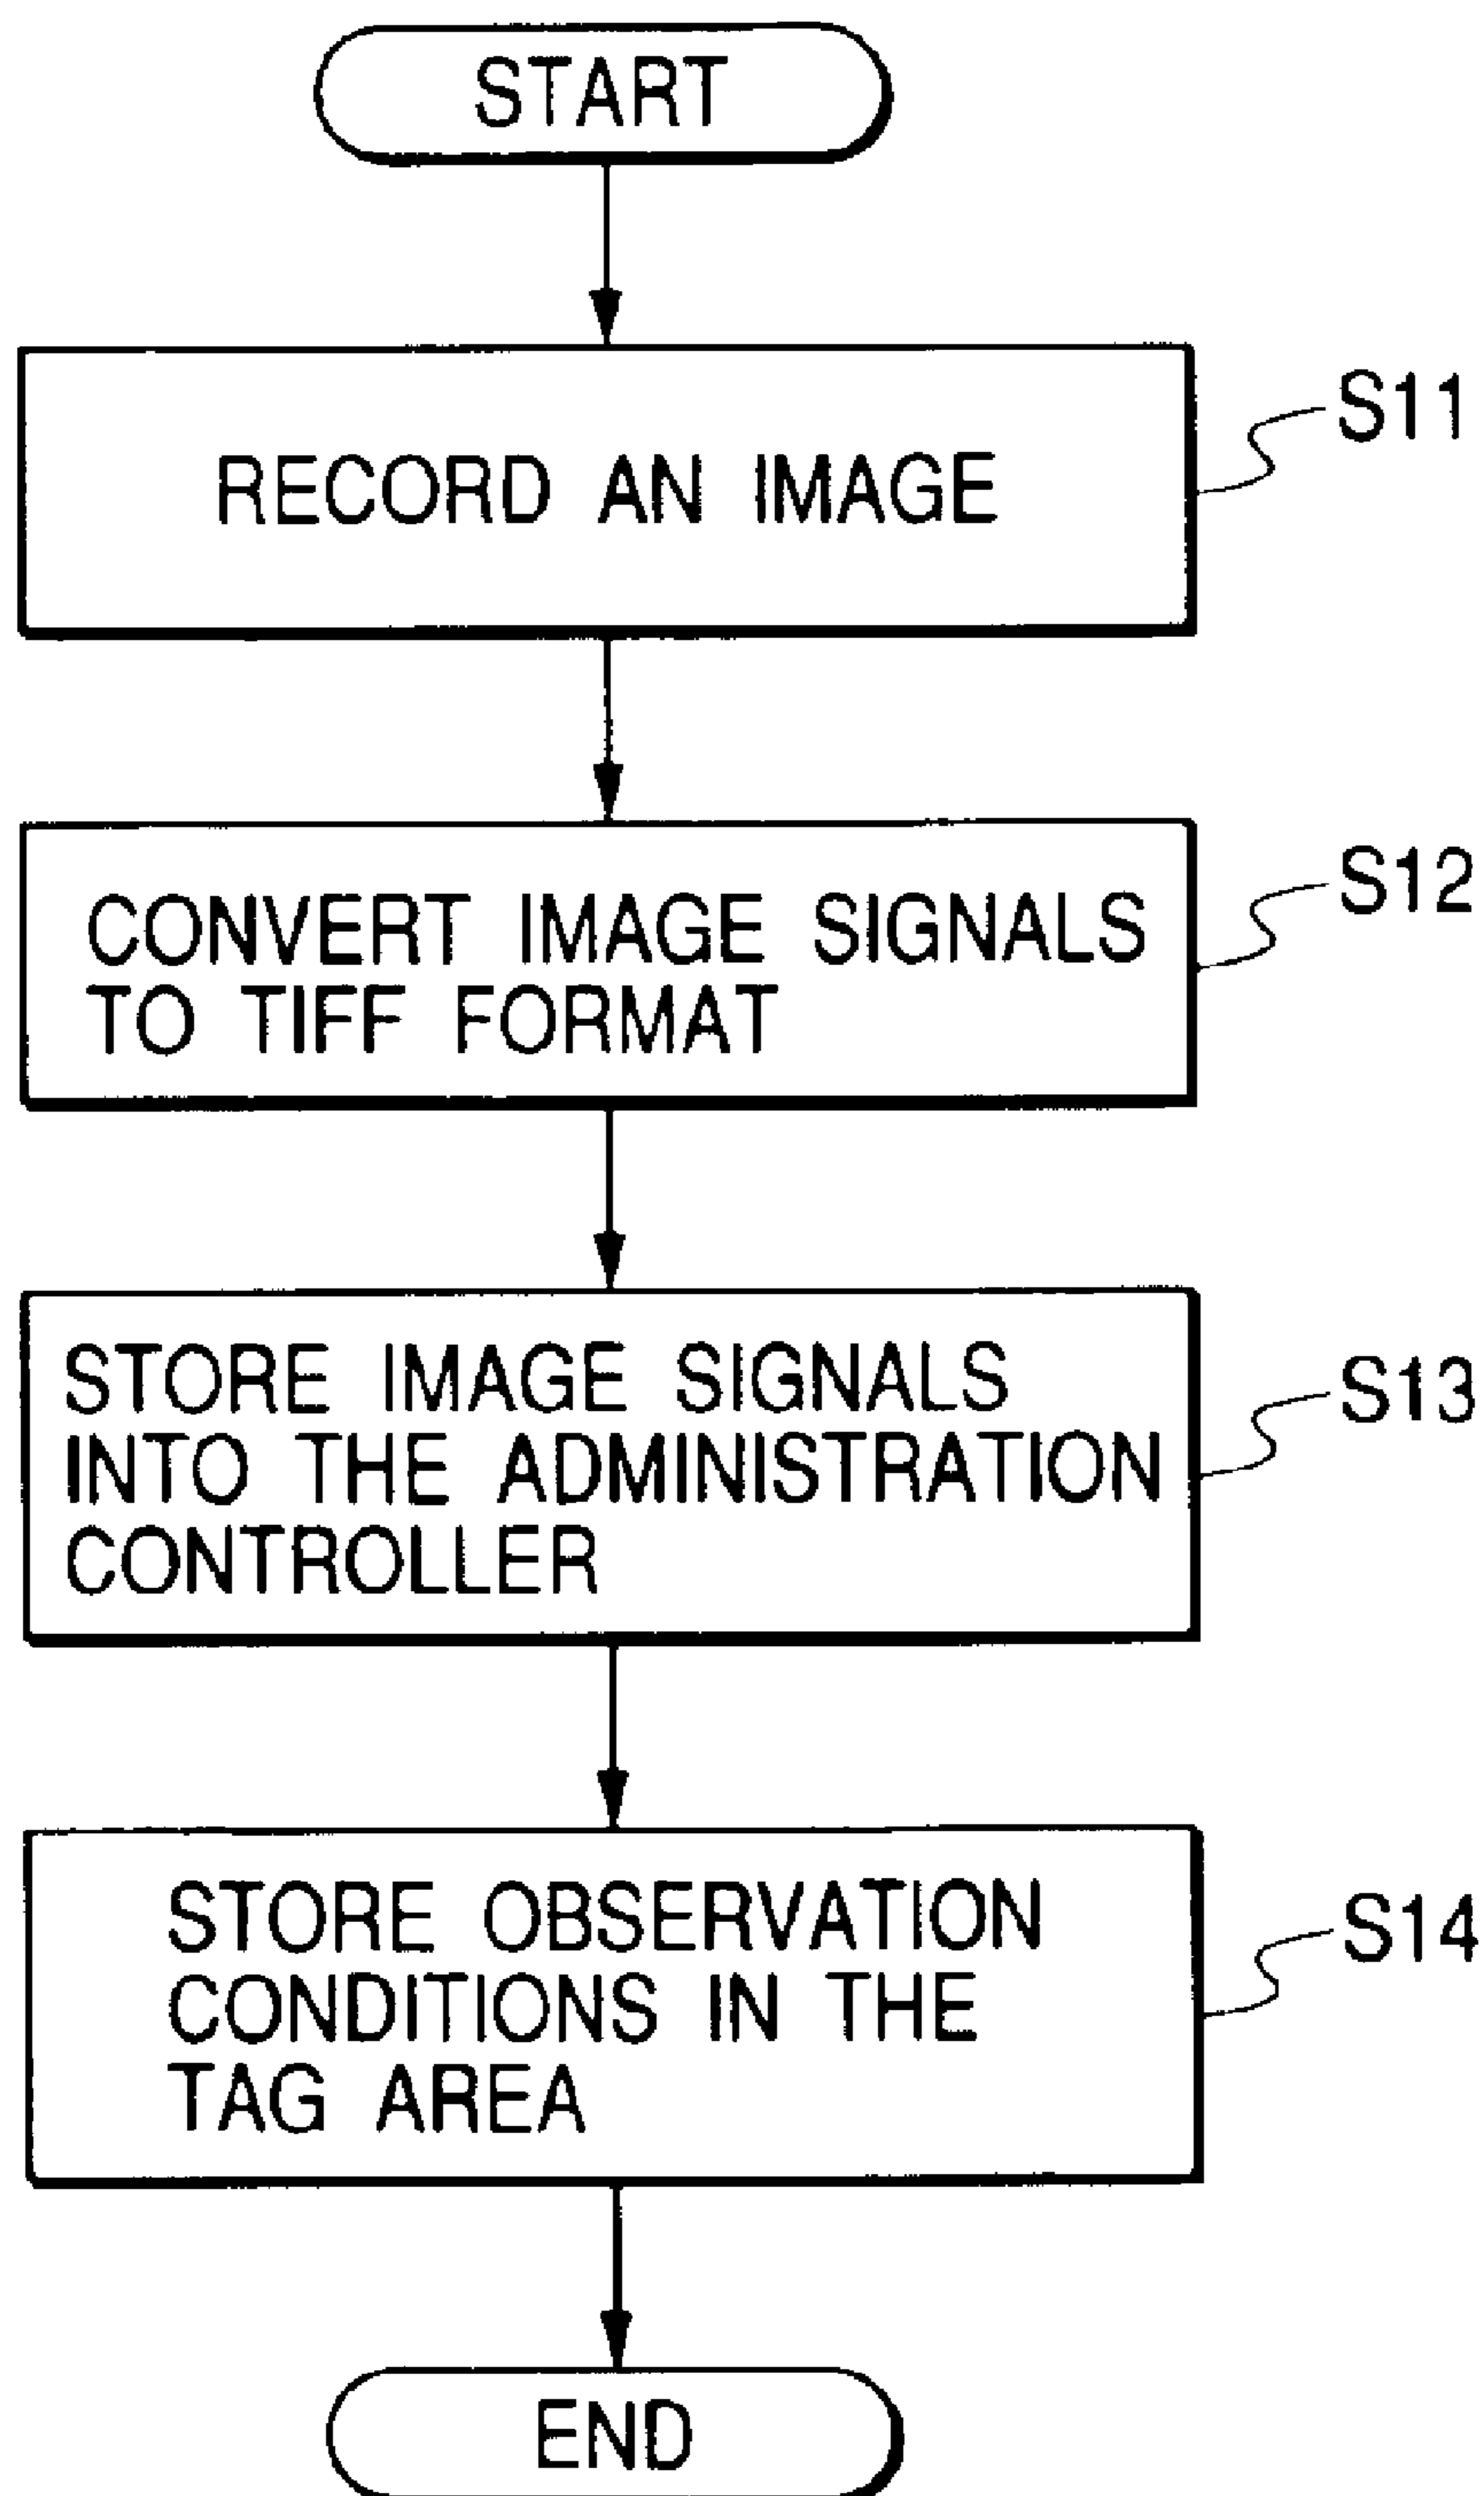 START
S11
RECORD AN IMAGE
S12
CONVERT IMAGE SIGNALS
TO TIFF FORMAT
S13
STORE IMAGE SIGNALS
INTO THE ADMINISTRATION
CONTROLLER
S14
STORE OBSERVATION
CONDITIONS IN THE
TAG AREA
END